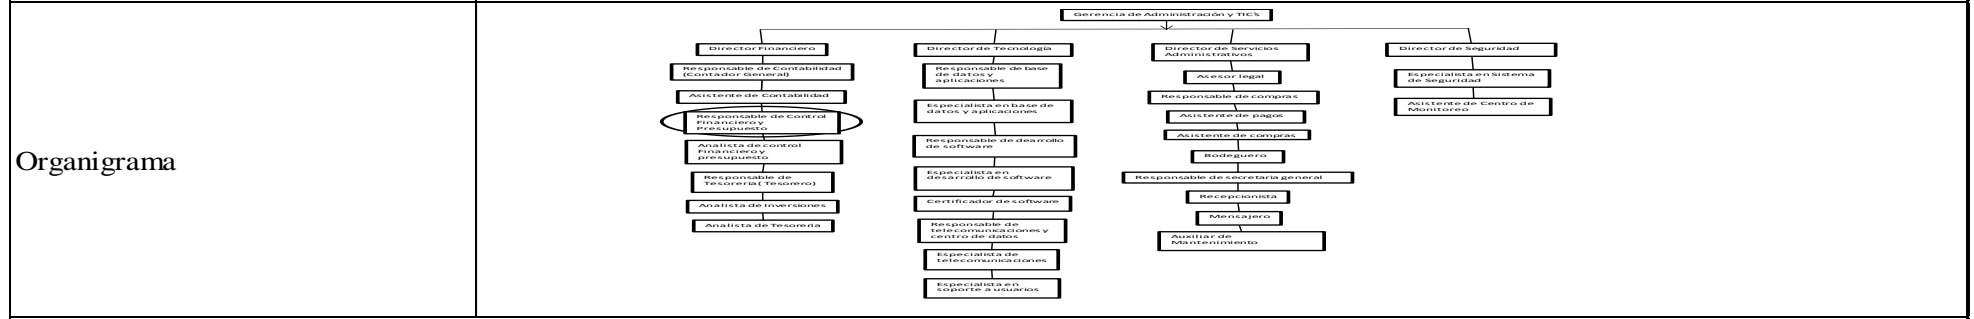 Organigrama
Gerencia de Administración y TIC's
Director Financiero
Responsable de Contabilidad
(Contador General)
Asistente de Contabilidad
Responsable de Control
Financiero y
Presupuesto
Analista de control
Financiero y
presupuesto
Responsable de
Tesorería( Tesorero)
Analista de Inversiones
Analista de Tesorería
Director de Tecnología
Responsable de base
de datos y
aplicaciones
Especialista en base de
datos y aplicaciones
Responsable de dearrollo
de software
Especialista en
desarrollo de software
Certificador de software
Responsable de
telecomunicaciones y
centro de datos
Especialista de
telecomunicaciones
Especialista en
soporte a usuarios
Director de Servicios
Administrativos
Asesor legal
Responsable de compras
Asistente de pagos
Asistente de compras
Bodeguero
Responsable de secretaria general
Recepcionista
Mensajero
Auxiliar de
Mantenimiento
Director de Seguridad
Especialista en Sistema
de Seguridad
Asistente de Centro de
Monitoreo